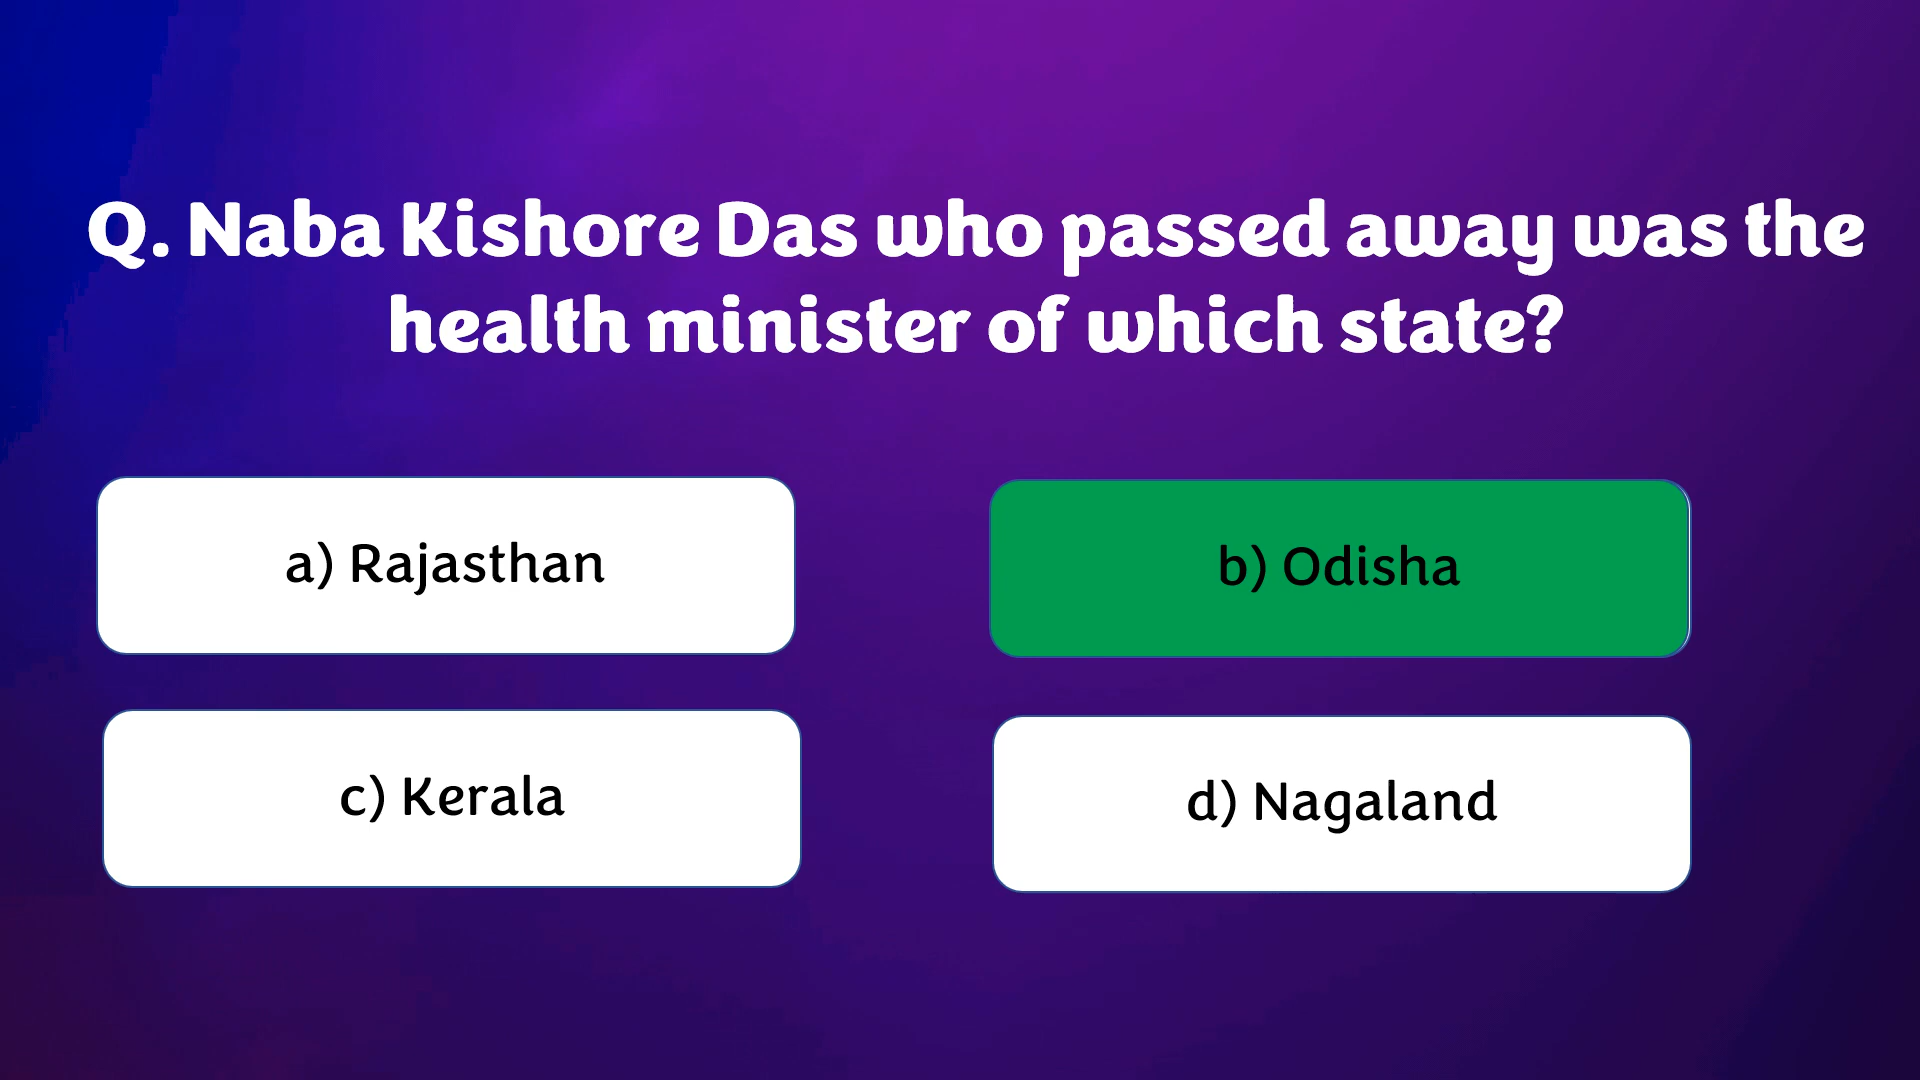 Q. Naba Kishore Das who passed away was the
health minister of which state?
a) Rajasthan
b) Odisha
c) Kerala
d) Nagaland